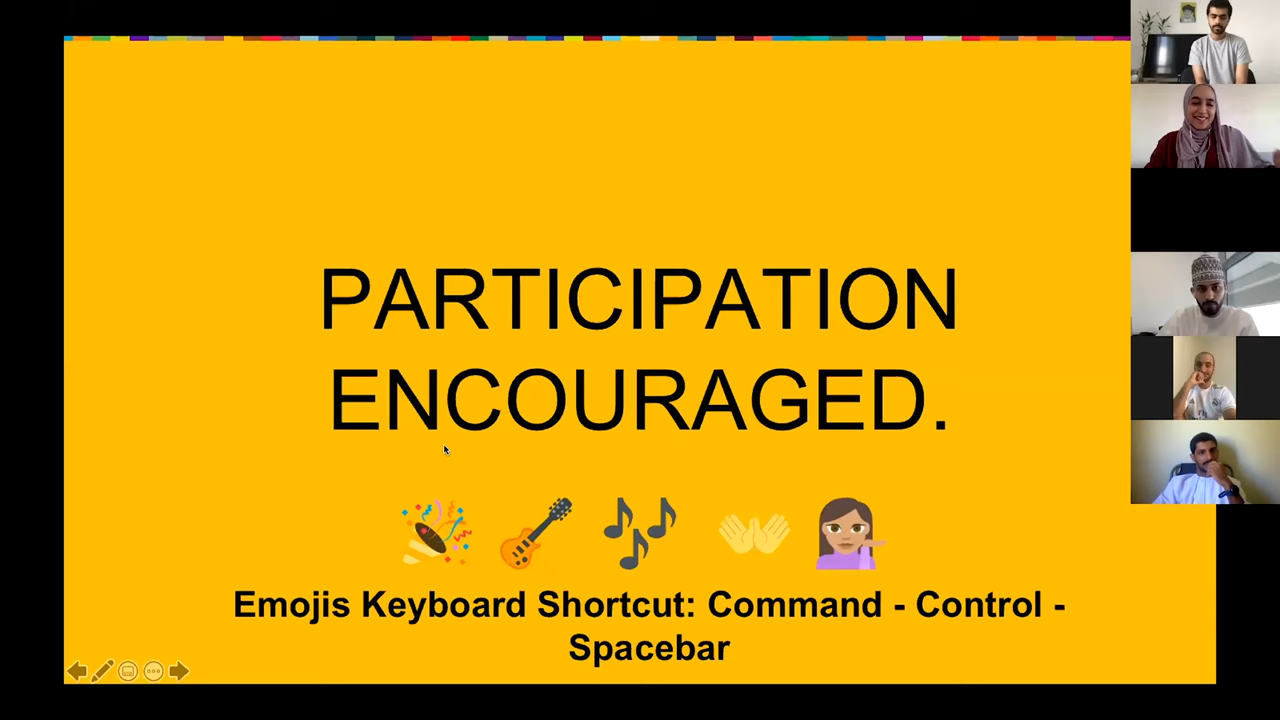 PARTICIPATION
ENCOURAGED.
Emojis Keyboard Shortcut: Command - Control -
Spacebar